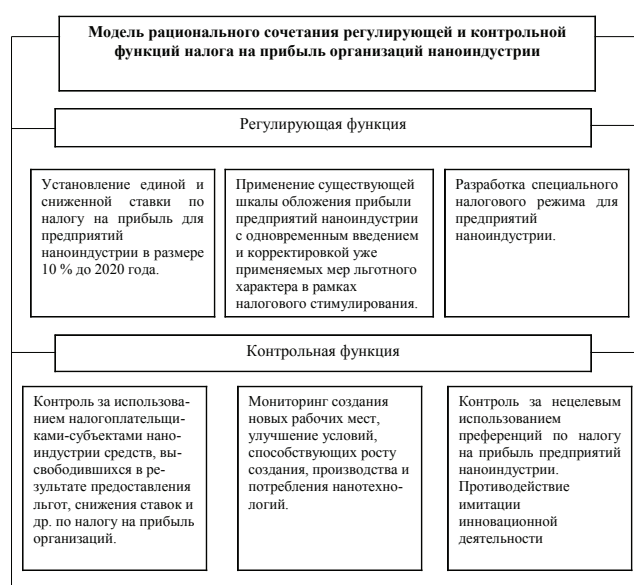 Модель рационального сочетания регулирующей и контрольной
функций налога на прибыль организаций наноиндустрии
Регулирующая функция
Установление единой и
сниженной ставки по
налогу на прибыль для
предприятий
наноиндустрии в размере
10 % до 2020 года.
Применение существующей
шкалы обложения прибыли
предприятий наноиндустрии
с одновременным введением
и корректировкой уже
применяемых мер льготного
характера в рамках
налогового стимулирования.
Разработка специального
налогового режима для
предприятий
наноиндустрии.
Контрольная функция
Контроль за использова-
нием налогоплательщи-
ками-субъектами нано-
индустрии средств, вы-
свободившихся в ре-
зультате предоставления
льгот, снижения ставок и
др. по налогу на прибыль
организаций.
Мониторинг создания
новых рабочих мест,
улучшение условий,
способствующих росту
создания, производства и
потребления нанотехно-
логий.
Контроль за нецелевым
использованием
преференций по налогу
на прибыль предприятий
наноиндустрии.
Противодействие
имитации
инновационной
деятельности